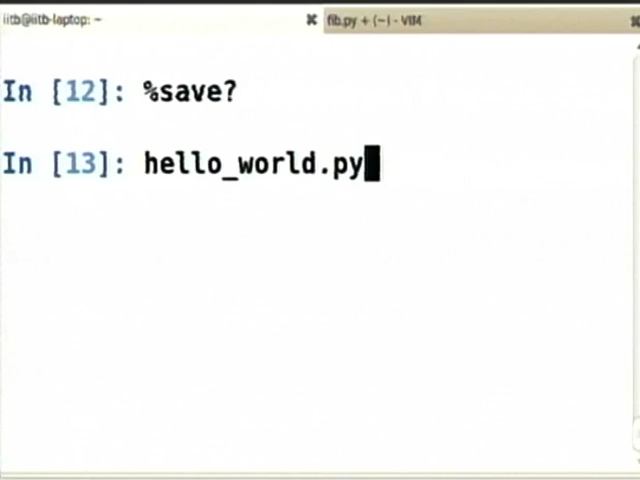 iitb@iitb-laptop: ~
fib.py + (~) - VIM
In [12]: %save?
In [13]: hello_world.py